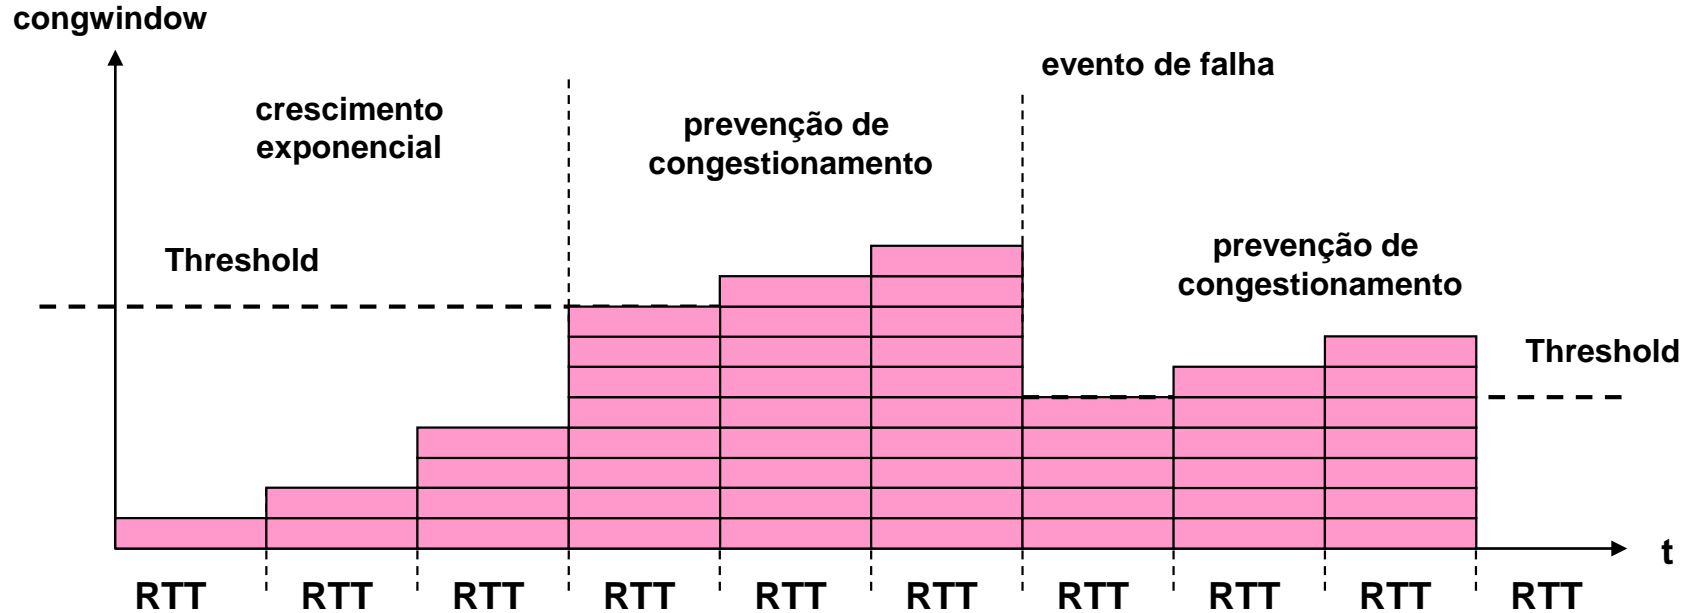 congwindow
evento de falha
crescimento
exponencial
prevenção de
congestionamento
Threshold
prevenção de
congestionamento
Threshold
t
RTT RTT RTT RTT RTT RTT RTT RTT RTT RTT